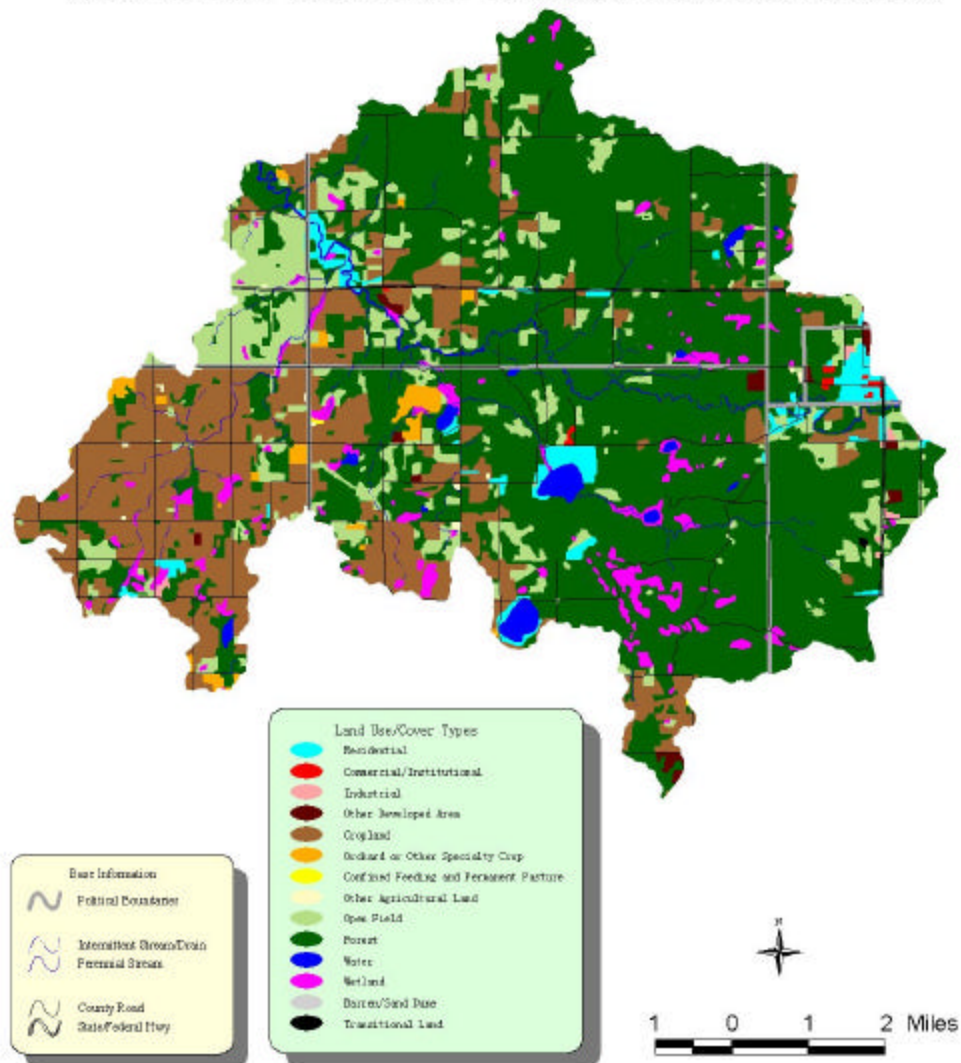 Land Use/Cover Types
Residential
Commercial/Institutional
Industrial
Other Developed Area
Cropland
Orchard or Other Specialty Crop
Confined Feeding and Permanent Pasture
Other Agricultural Land
Open Field
Forest
Water
Wetland
Barren/Sand Dune
Transitional Land
Base Information
Political Boundaries
Intermittent Stream/Drain
Perennial Stream
County Road
State/Federal Hwy
N
1 0 1 2 Miles